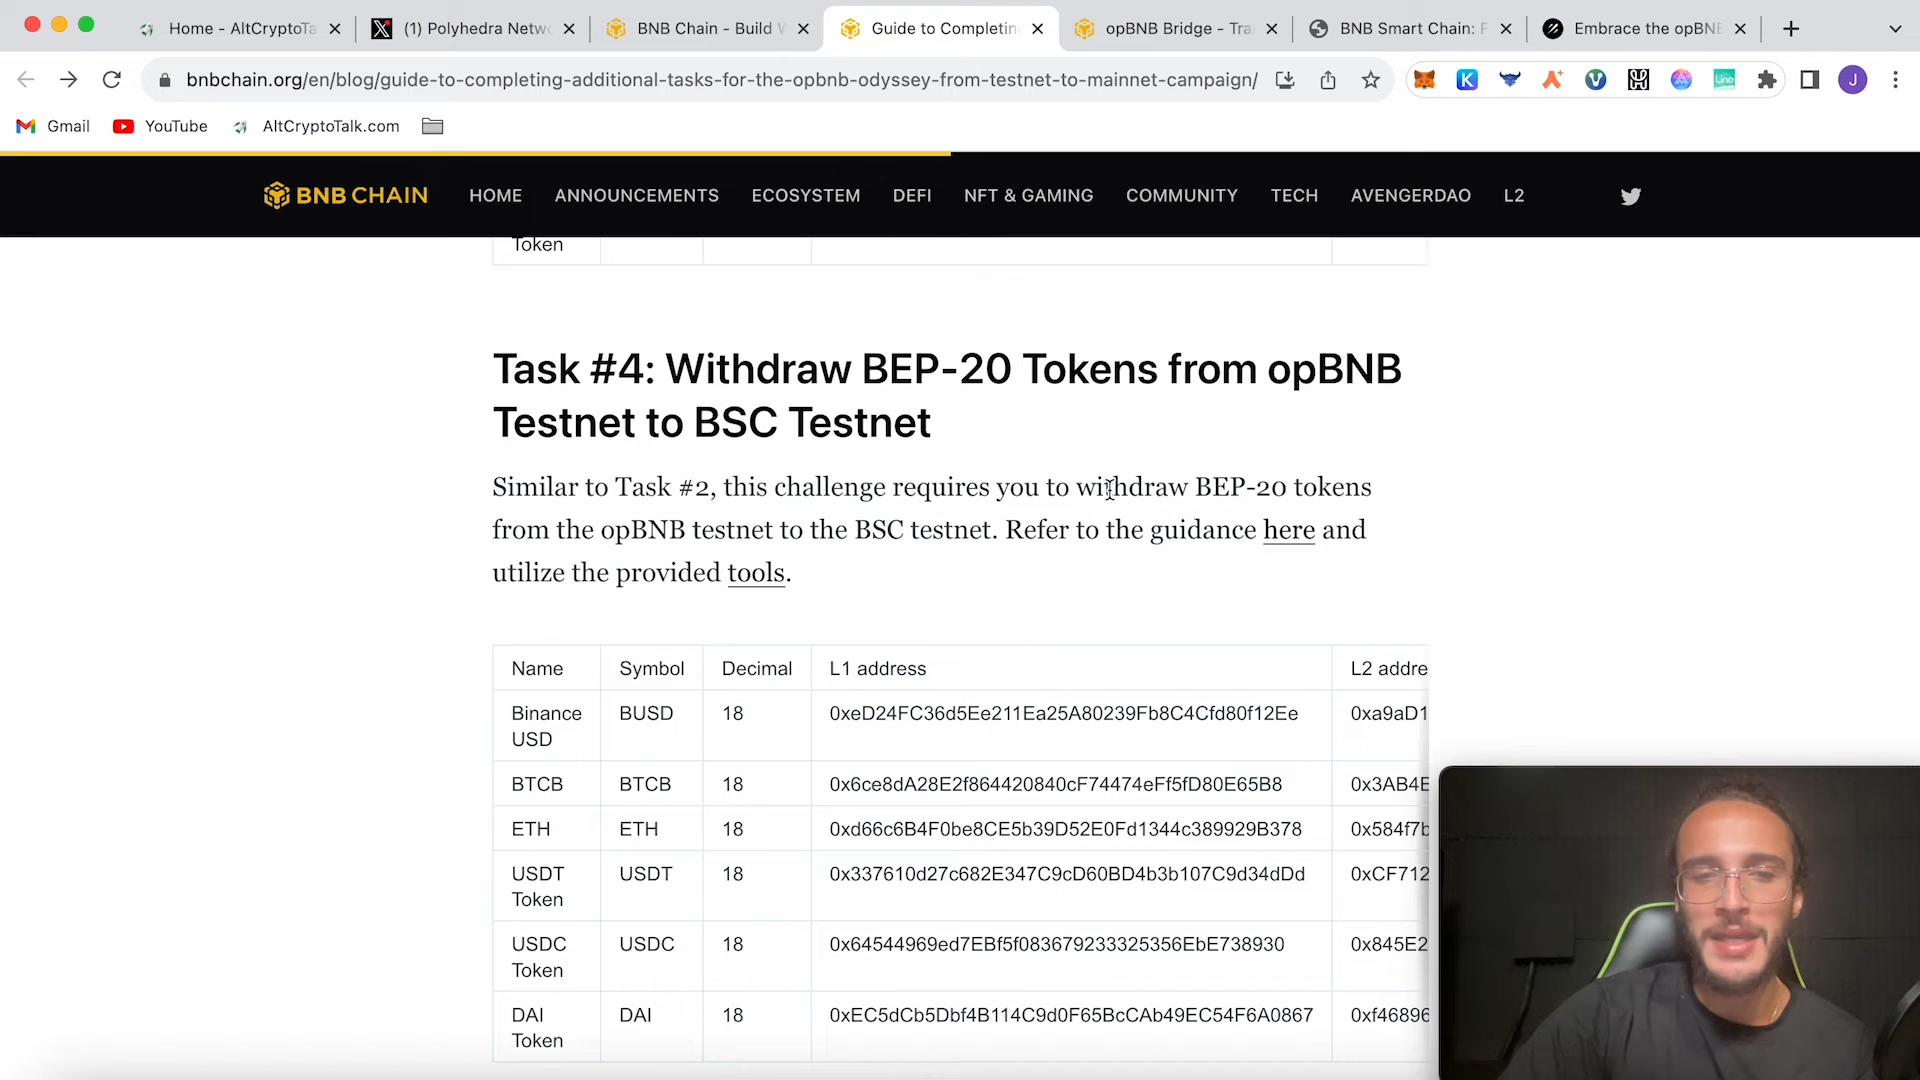 Home - AltCryptoTa
(1) Polyhedra Netw
BNB Chain - Build W
Guide to Completin
opBNB Bridge - Tra
BNB Smart Chain: F
Embrace the opBNB
bnbchain.org/en/blog/guide-to-completing-additional-tasks-for-the-opbnb-odyssey-from-testnet-to-mainnet-campaign/
J
Gmail
YouTube
AltCryptoTalk.com
BNB CHAIN
HOME
ANNOUNCEMENTS
ECOSYSTEM
DEFI
NFT & GAMING
COMMUNITY
TECH
AVENGERDAO
L2
Token
Task #4: Withdraw BEP-20 Tokens from opBNB
Testnet to BSC Testnet
Similar to Task #2, this challenge requires you to withdraw BEP-20 tokens
from the opBNB testnet to the BSC testnet. Refer to the guidance here and
utilize the provided tools.
Name Symbol Decimal L1 address L2 addre
Binance BUSD 18 0xeD24FC36d5Ee211Ea25A80239Fb8C4Cfd80f12Ee 0xa9aD1
USD
BTCB BTCB 18 0x6ce8dA28E2f864420840cF74474eFf5fD80E65B8 0x3AB4E
ETH ETH 18 0xd66c6B4F0be8CE5b39D52E0Fd1344c389929B378 0x584f7b
USDT USDT 18 0x337610d27c682E347C9cD60BD4b3b107C9d34dDd 0xCF712
Token
USDC USDC 18 0x64544969ed7EBf5f083679233325356EbE738930 0x845E2
Token
DAI DAI 18 0xEC5dCb5Dbf4B114C9d0F65BcCAb49EC54F6A0867 0xf46896
Token